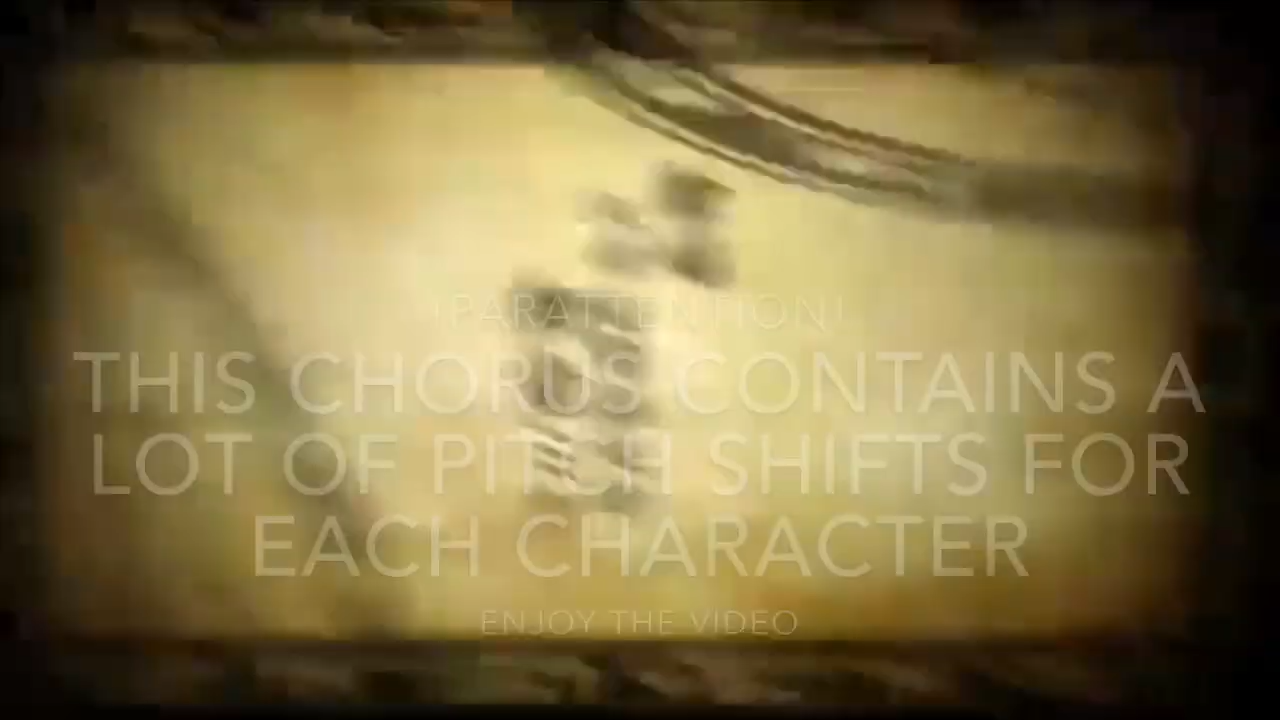 (PARATTENTION)
THIS CHORUS CONTAINS A
LOT OF PITCH SHIFTS FOR
EACH CHARACTER
ENJOY THE VIDEO